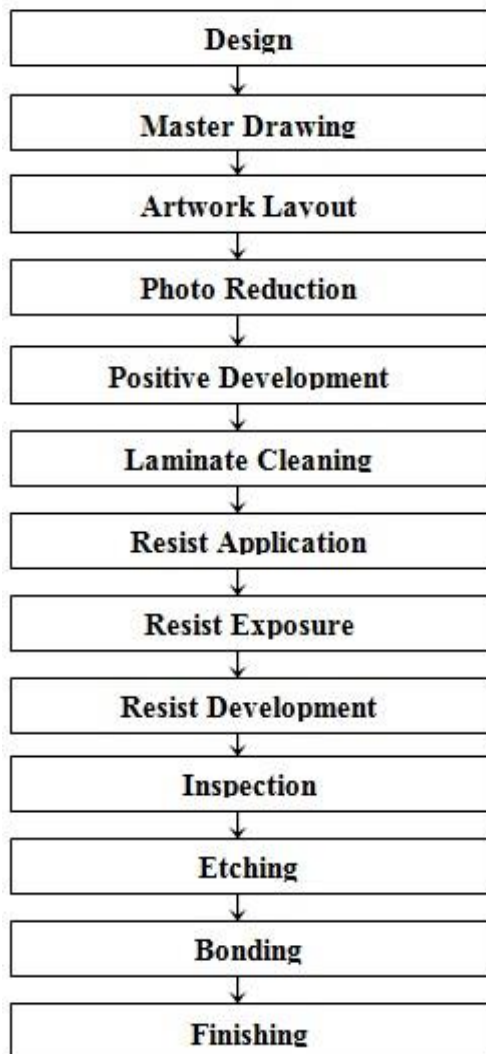 Design
Master Drawing
Artwork Lavout
Photo Reduction
Positive Development
Laminate Cleaning
Resist Application
Resist Exposure
Resist Development
Inspection
Etching
Bonding
Finishing